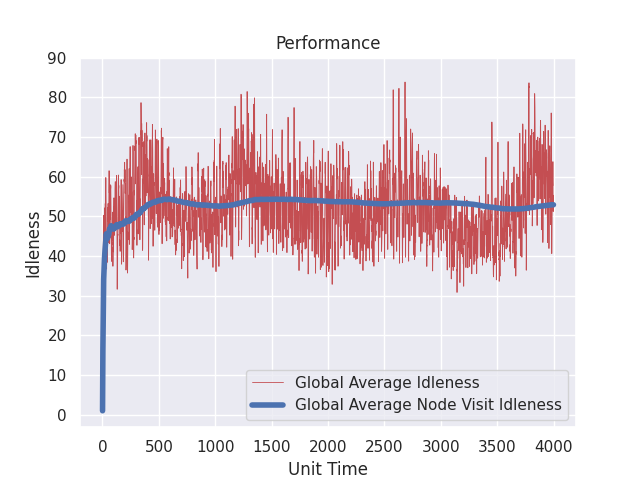 Performance
90
80
70
60
50
40
30
20
10
0
Idleness
Global Average Idleness
Global Average Node Visit Idleness
0 500 1000 1500 2000 2500 3000 3500 4000
Unit Time